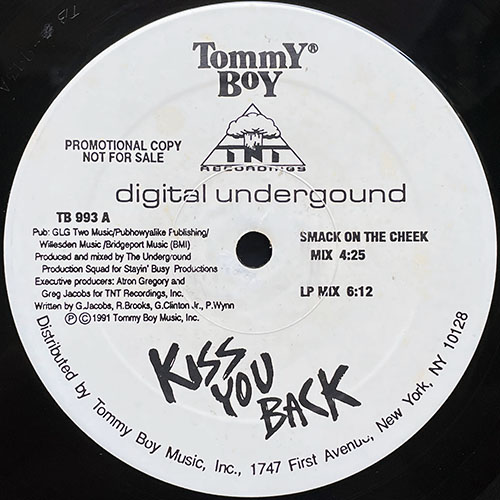 TommY®
BoY
PROMOTIONAL COPY
NOT FOR SALE
TNT
RECORDINGS
digital undergound
TB 993 A
Pub: GLG Two Music/Pubhowyalike Publishing/
Willesden Music /Bridgeport Music (BMI)
Produced and mixed by The Underground
Production Squad for Stayin' Busy Productions
Executive producers: Atron Gregory and
Greg Jacobs for TNT Recordings, Inc.
Written by G.Jacobs, R.Brooks, G.Clinton Jr., P.Wynn
Ⓟ © 1991 Tommy Boy Music, Inc.
SMACK ON THE CHEEK
MIX 4:25
LP MIX 6:12
KISS
YOU
BACK
Distributed by Tommy Boy Music, Inc., 1747 First Avenue, New York, NY 10128